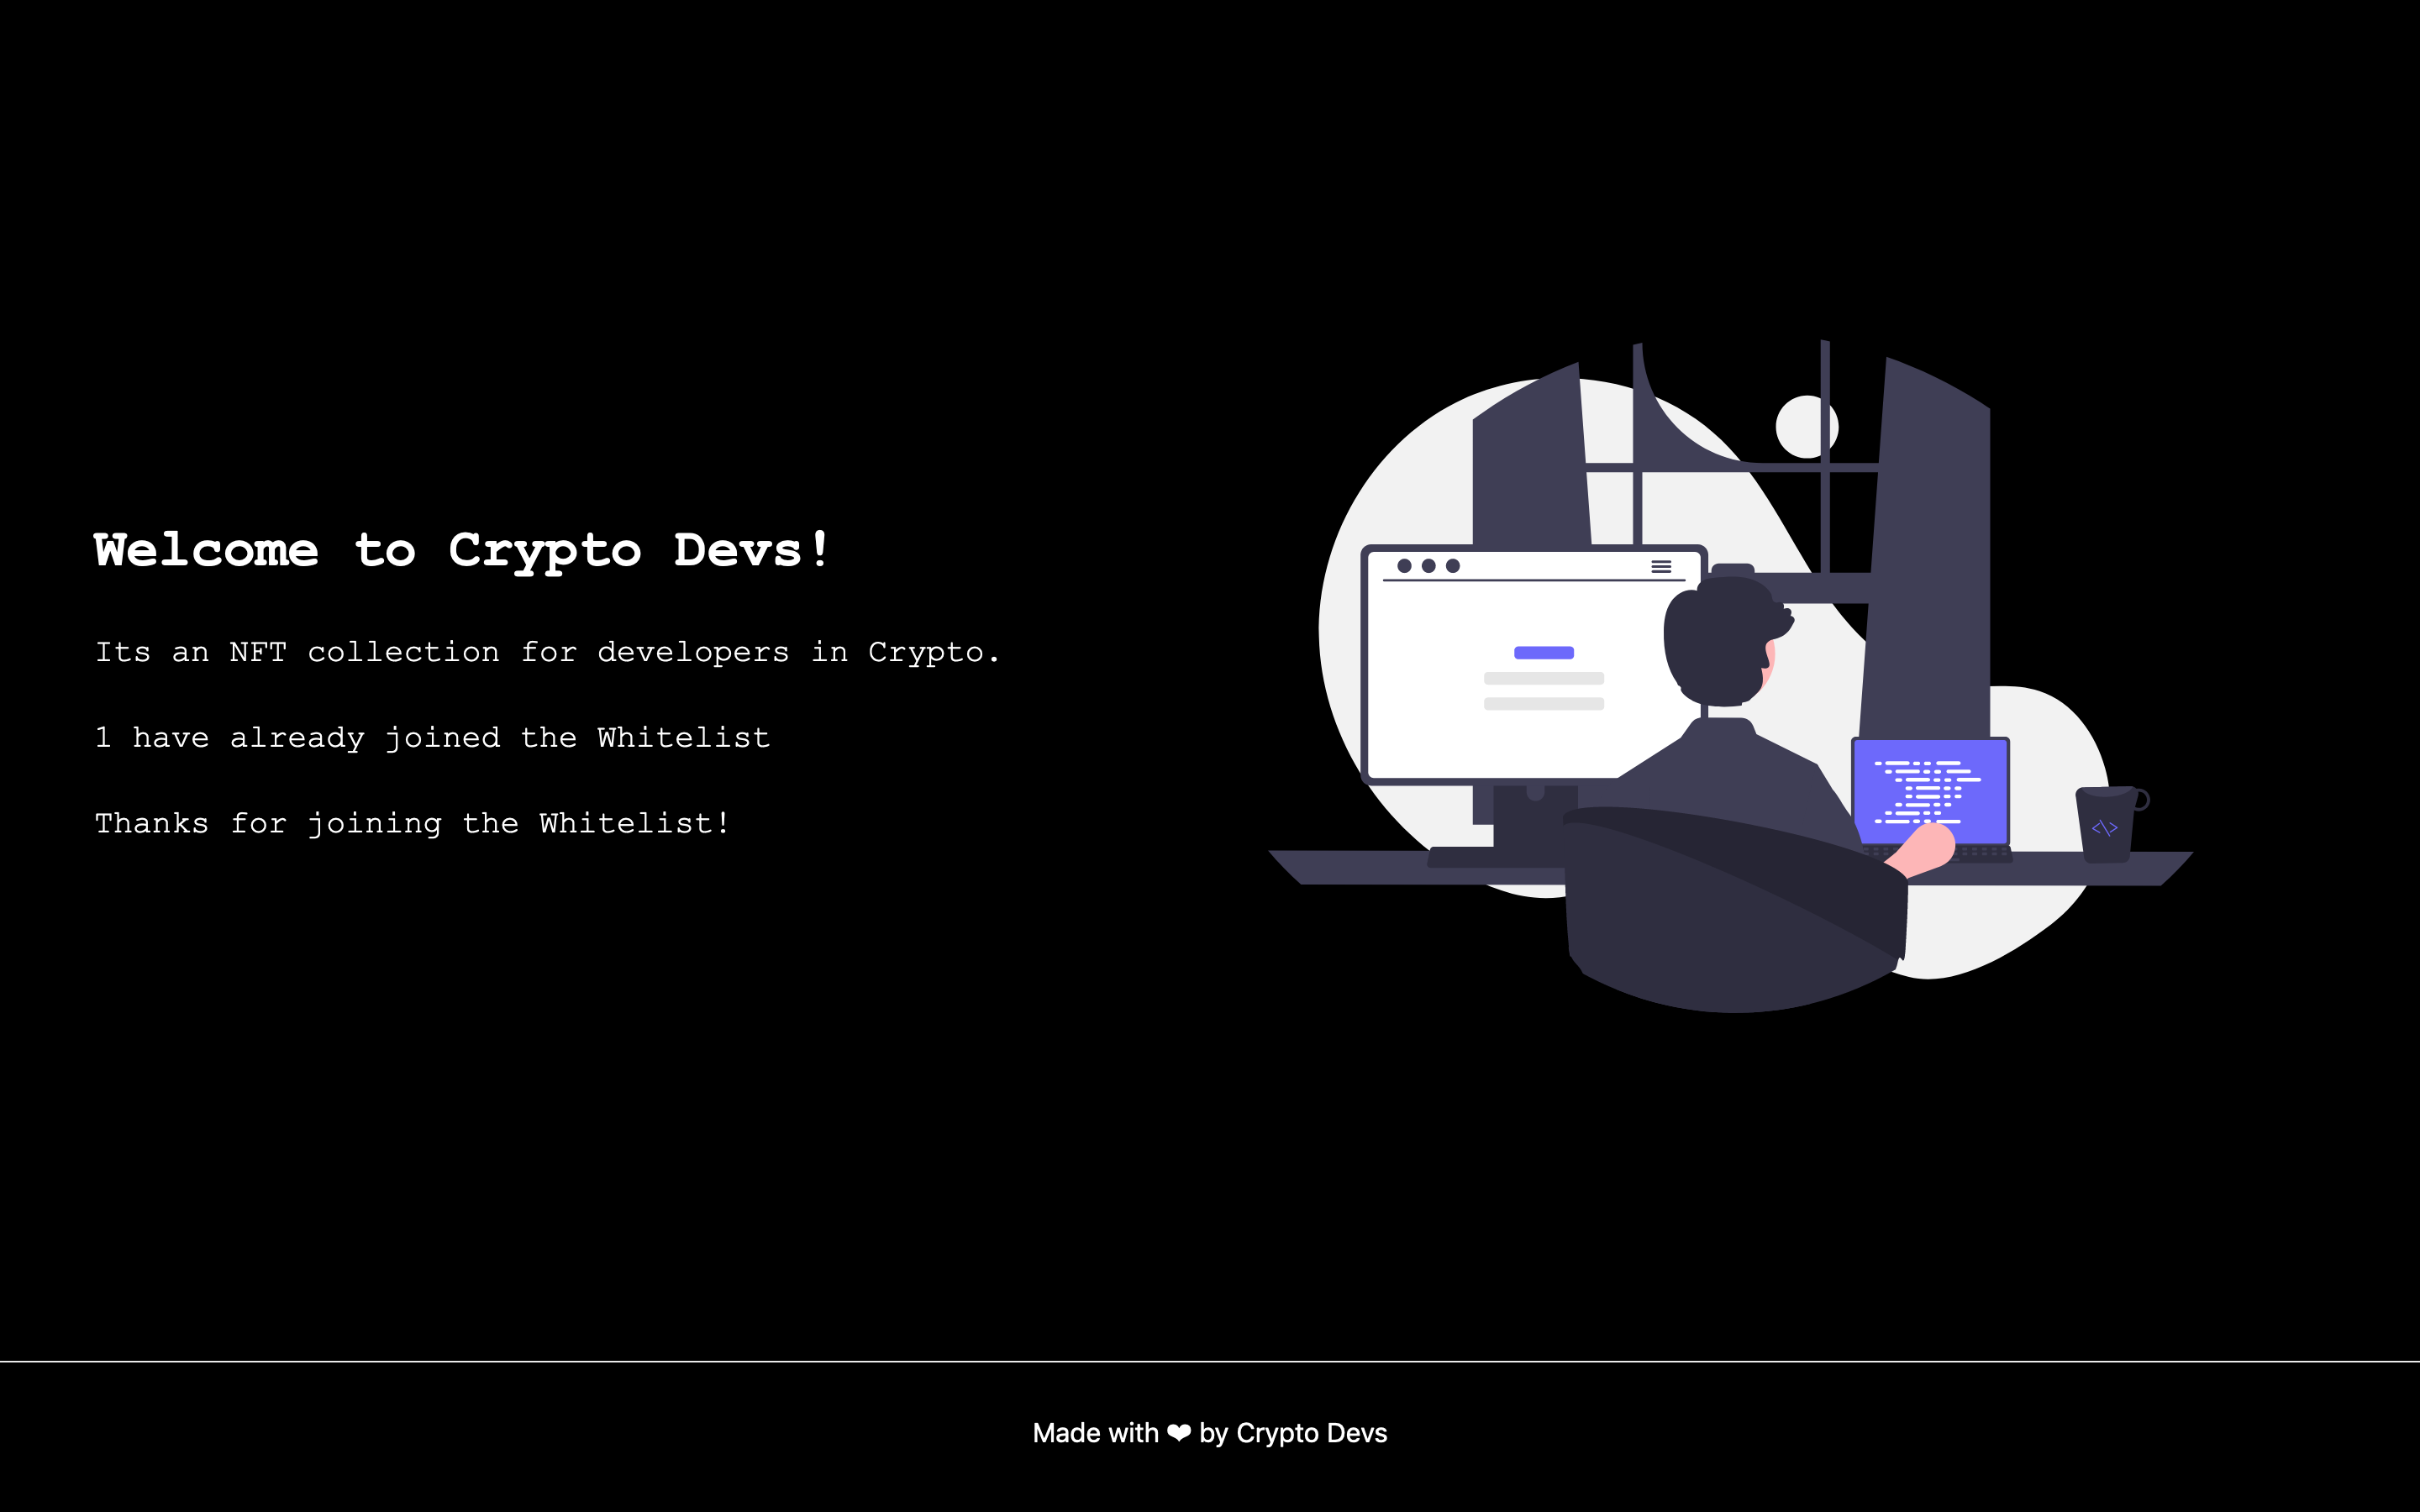 Welcome to Crypto Devs!
Its an NFT collection for developers in Crypto.
1 have already joined the Whitelist
Thanks for joining the Whitelist!
<\>
Made with ❤ by Crypto Devs